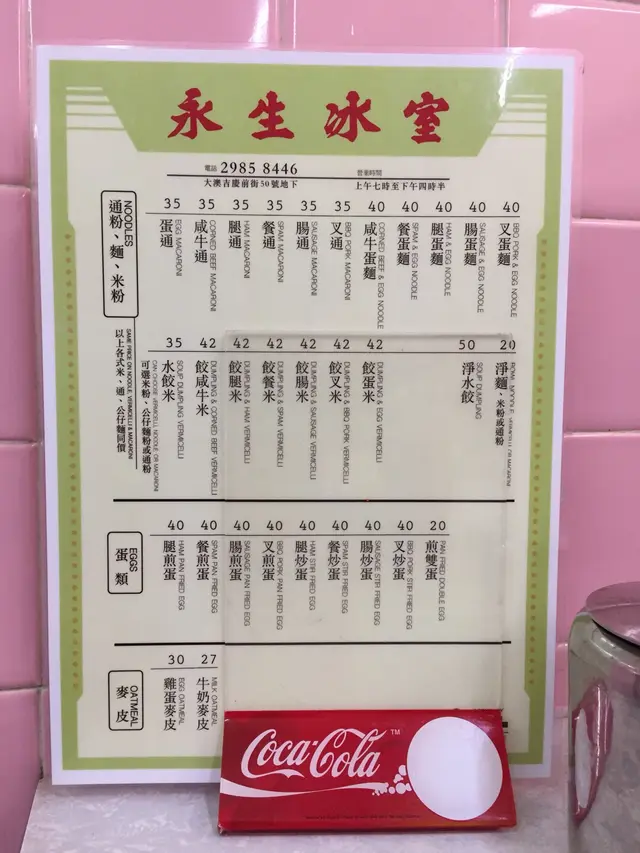 永生冰室
電話 2985 8446
大澳吉慶前街50號地下
營業時間
上午七時至下午四時半
NOODLES
通粉、麵、米粉
35
EGG MACARONI
蛋通
35
CORNED BEEF MACARONI
咸牛通
35
HAM MACARONI
腿通
35
SPAM MACARONI
餐通
35
SAUSAGE MACARONI
腸通
35
BBQ PORK MACARONI
叉通
40
CORNED BEEF & EGG NOODLE
咸牛蛋麵
40
SPAM & EGG NOODLE
餐蛋麵
40
HAM & EGG NOODLE
腿蛋麵
40
SAUSAGE & EGG NOODLE
腸蛋麵
40
BBQ PORK & EGG NOODLE
叉蛋麵
SAME PRICE ON NOODLE, VERMICELLI & MACARONI
以上各式米、通、公仔麵同價
CAN CHOOSE VERMICELLI, NOODLE OR MACARONI
可選米粉、公仔麵粉或通粉
35
SOUP DUMPLING VERMICELLI
水餃米
42
DUMPLING & CORNED BEEF VERMICELLI
餃咸牛米
42
DUMPLING & HAM VERMICELLI
餃腿米
42
DUMPLING & SPAM VERMICELLI
餃餐米
42
DUMPLING & SAUSAGE VERMICELLI
餃腸米
42
DUMPLING & BBQ PORK VERMICELLI
餃叉米
42
DUMPLING & EGG VERMICELLI
餃蛋米
50
SOUP DUMPLING
淨水餃
20
NOODLE, VERMICELLI OR MACARONI
淨麵、米粉或通粉
EGGS
蛋類
40
HAM PAN FRIED EGG
腿煎蛋
40
SPAM PAN FRIED EGG
餐煎蛋
40
SAUSAGE PAN FRIED EGG
腸煎蛋
40
BBQ PORK PAN FRIED EGG
叉煎蛋
40
HAM STIR FRIED EGG
腿炒蛋
40
SPAM STIR FRIED EGG
餐炒蛋
40
SAUSAGE STIR FRIED EGG
腸炒蛋
40
BBQ PORK STIR FRIED EGG
叉炒蛋
20
PAN FRIED DOUBLE EGG
煎雙蛋
OATMEAL
麥皮
30
EGG OATMEAL
雞蛋麥皮
27
MILK OATMEAL
牛奶麥皮
Coca-Cola
TM